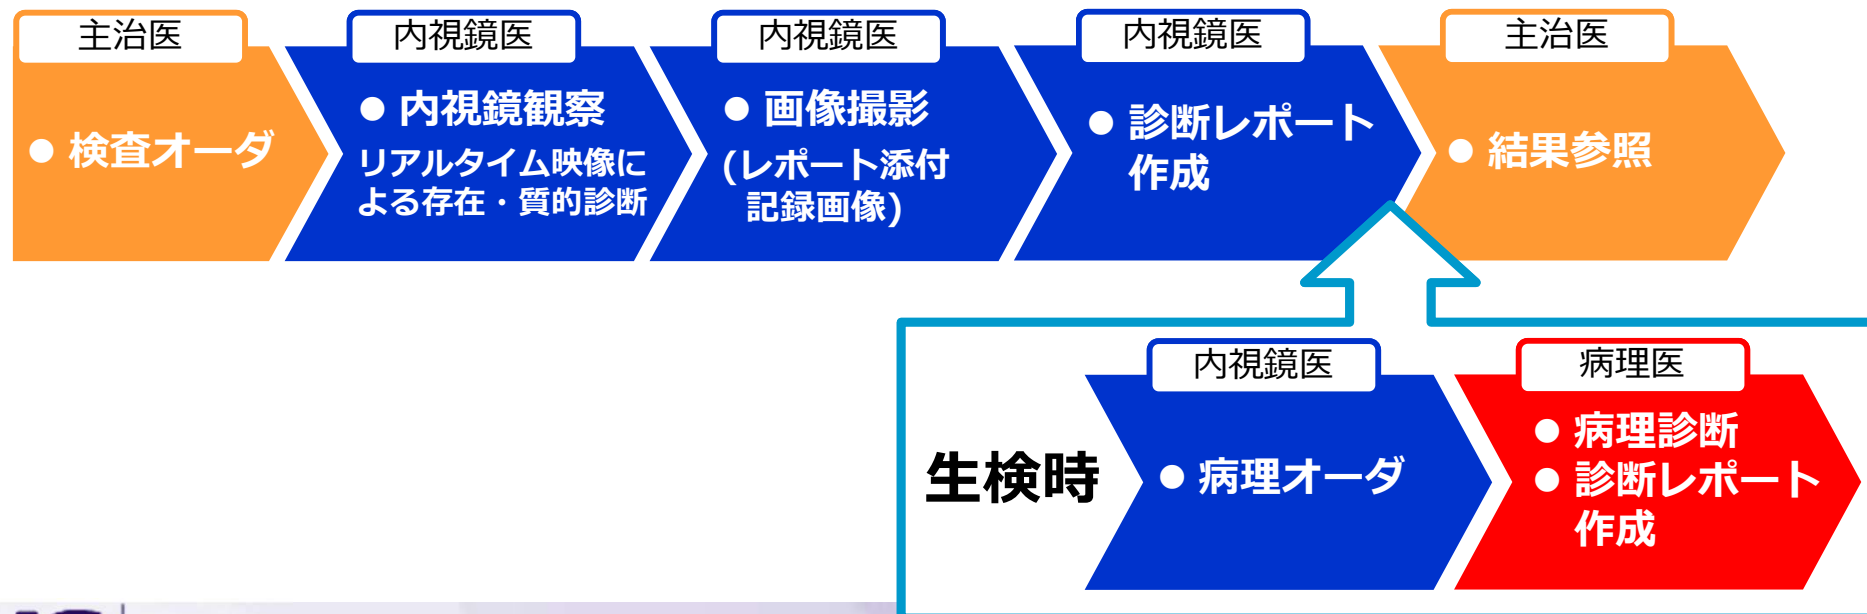 主治医
● 検査オーダ
内視鏡医
● 内視鏡観察
リアルタイム映像に
よる存在・質的診断
内視鏡医
● 画像撮影
(レポート添付
記録画像)
内視鏡医
● 診断レポート
作成
主治医
● 結果参照
生検時
内視鏡医
● 病理オーダ
病理医
● 病理診断
● 診断レポート
作成